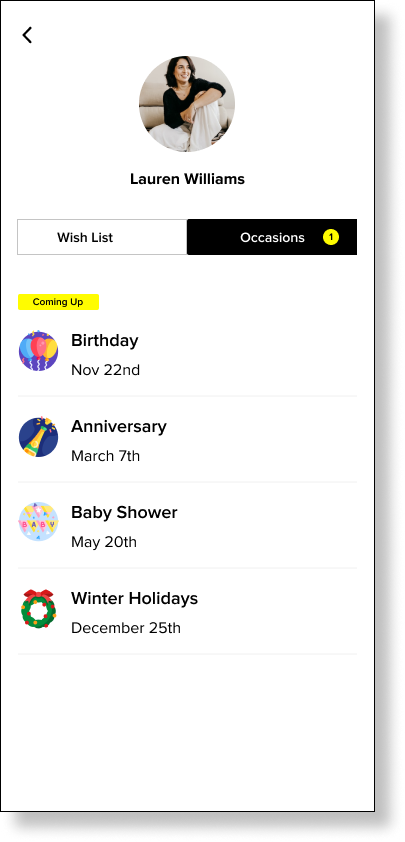 Lauren Williams
Wish List
Occasions 1
Coming Up
Birthday
Nov 22nd
Anniversary
March 7th
BABY
Baby Shower
May 20th
Winter Holidays
December 25th